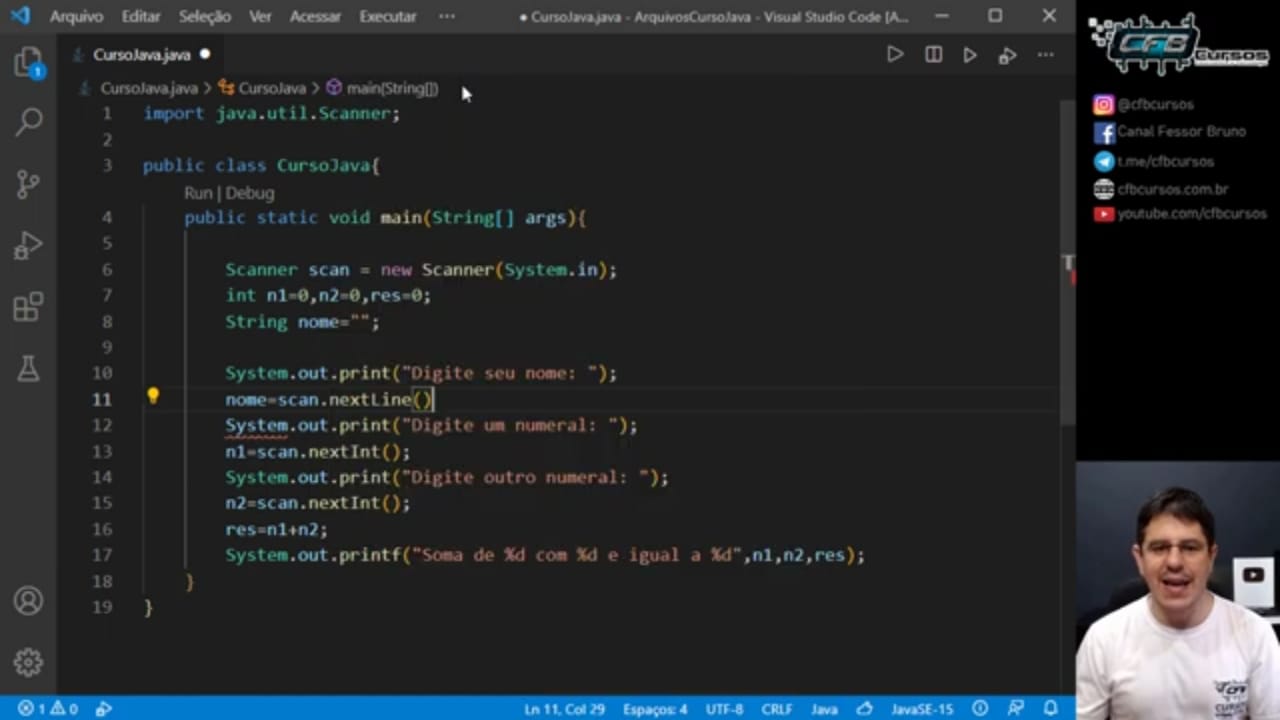 Arquivo Editar Seleção Ver Acessar Executar ··· ● CursoJava.java - ArquivosCursoJava - Visual Studio Code [A...
CursoJava.java ●
CursoJava.java > CursoJava > main(String[])
1 import java.util.Scanner;
2
3 public class CursoJava{
Run | Debug
4 public static void main(String[] args){
5
6 Scanner scan = new Scanner(System.in);
7 int n1=0,n2=0,res=0;
8 String nome="";
9
10 System.out.print("Digite seu nome: ");
11 nome=scan.nextLine()
12 System.out.print("Digite um numeral: ");
13 n1=scan.nextInt();
14 System.out.print("Digite outro numeral: ");
15 n2=scan.nextInt();
16 res=n1+n2;
17 System.out.printf("Soma de %d com %d e igual a %d",n1,n2,res);
18 }
19 }
1
1 0 Ln 11, Col 29 Espaços: 4 UTF-8 CRLF Java JavaSE-15
CFB Cursos
@cfbcursos
Canal Fessor Bruno
t.me/cfbcursos
cfbcursos.com.br
youtube.com/cfbcursos